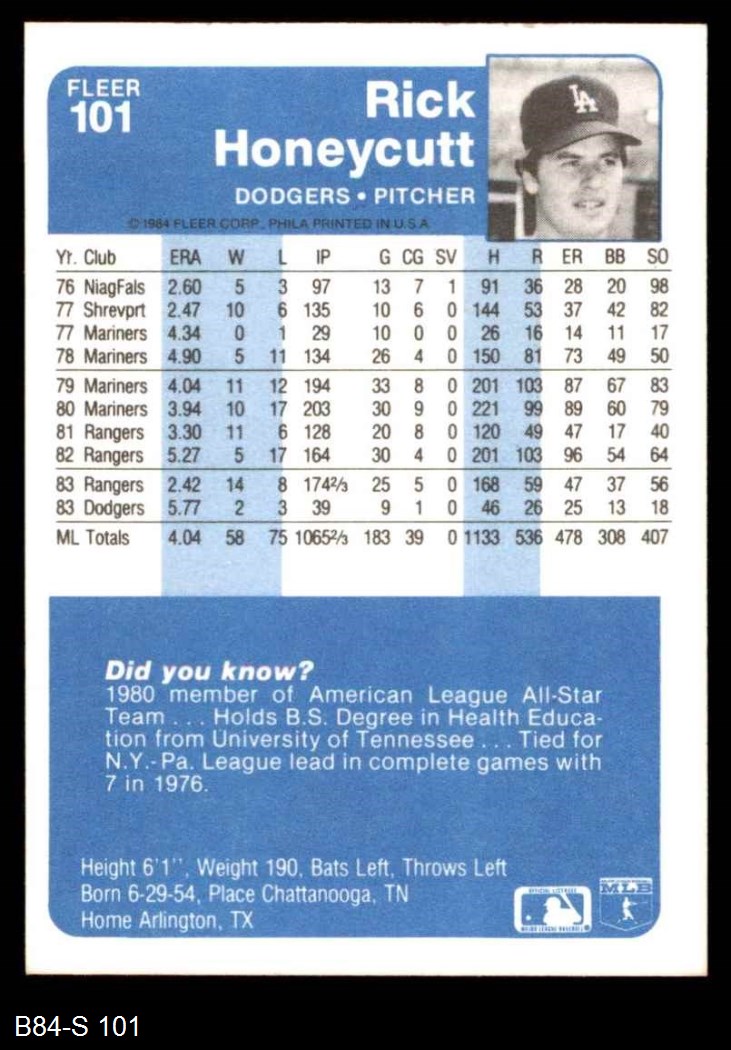 FLEER
101
Rick
Honeycutt
DODGERS • PITCHER
© 1984 FLEER CORP., PHILA PRINTED IN U.S.A.
LA
Yr. Club ERA W L IP G CG SV H R ER BB SO
76 NiagFals 2.60 5 3 97 13 7 1 91 36 28 20 98
77 Shrevprt 2.47 10 6 135 10 6 0 144 53 37 42 82
77 Mariners 4.34 0 1 29 10 0 0 26 16 14 11 17
78 Mariners 4.90 5 11 134 26 4 0 150 81 73 49 50
79 Mariners 4.04 11 12 194 33 8 0 201 103 87 67 83
80 Mariners 3.94 10 17 203 30 9 0 221 99 89 60 79
81 Rangers 3.30 11 6 128 20 8 0 120 49 47 17 40
82 Rangers 5.27 5 17 164 30 4 0 201 103 96 54 64
83 Rangers 2.42 14 8 174 2/3 25 5 0 168 59 47 37 56
83 Dodgers 5.77 2 3 39 9 1 0 46 26 25 13 18
ML Totals 4.04 58 75 1065 2/3 183 39 0 1133 536 478 308 407
Did you know?
1980 member of American League All-Star
Team . . . Holds B.S. Degree in Health Educa-
tion from University of Tennessee . . . Tied for
N.Y.-Pa. League lead in complete games with
7 in 1976.
Height 6'1'', Weight 190, Bats Left, Throws Left
Born 6-29-54, Place Chattanooga, TN
Home Arlington, TX
OFFICIAL LICENSEE
MAJOR LEAGUE BASEBALL
MLB
B84-S 101